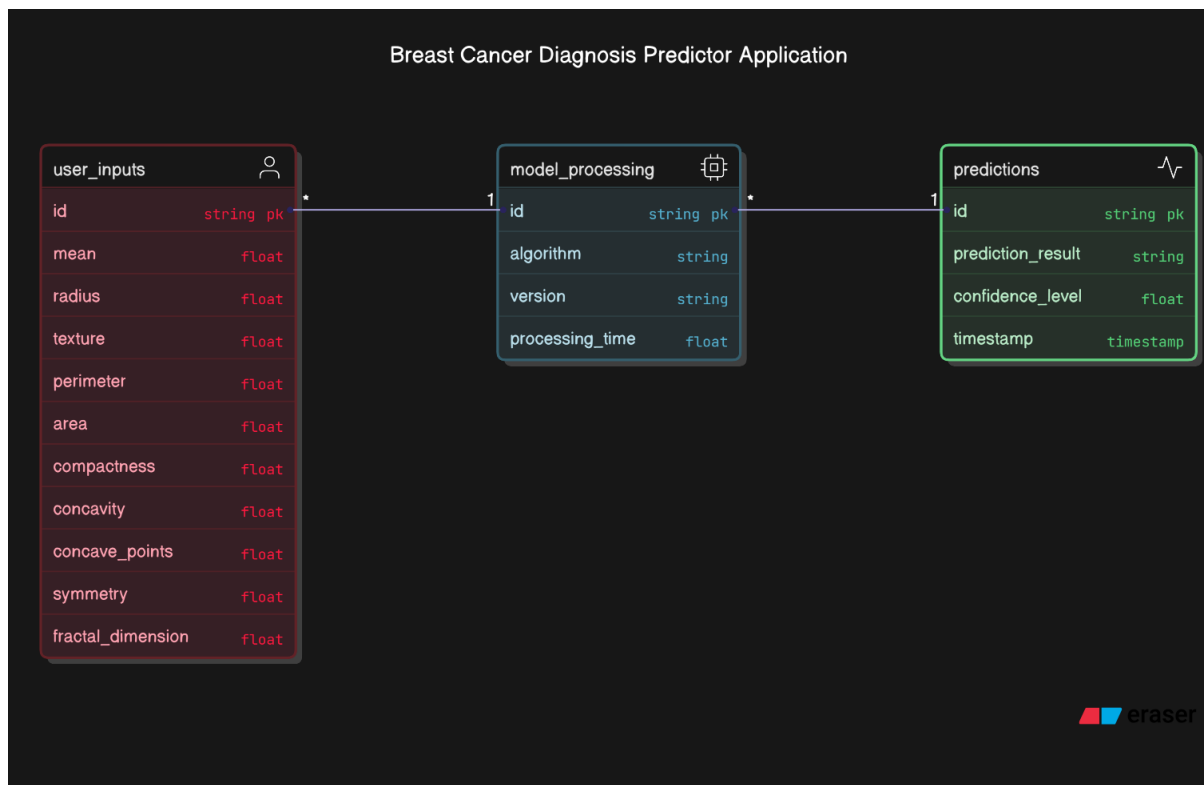 Breast Cancer Diagnosis Predictor Application
user_inputs
id string pk
mean float
radius float
texture float
perimeter float
area float
compactness float
concavity float
concave_points float
symmetry float
fractal_dimension float
* 1
model_processing
id string pk
algorithm string
version string
processing_time float
* 1
predictions
id string pk
prediction_result string
confidence_level float
timestamp timestamp
eraser